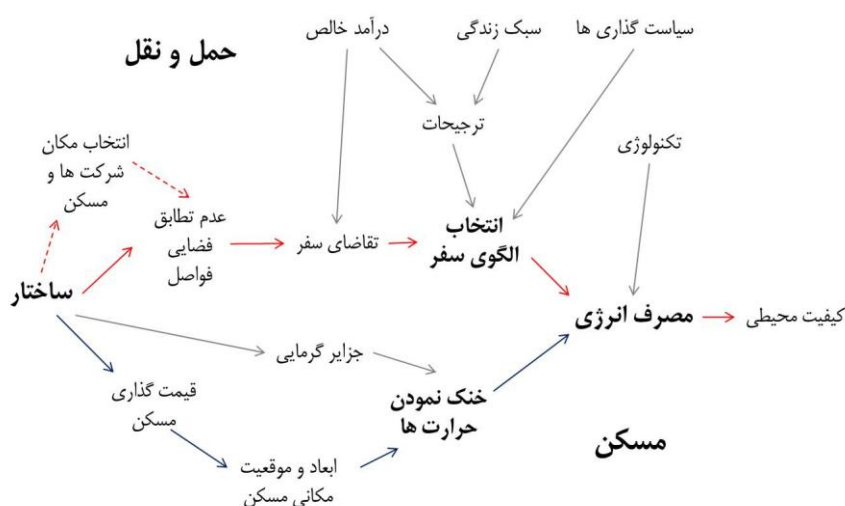 درآمد خالص
سبک زندگی
سیاست گذاری ها
حمل و نقل
ترجیحات
تکنولوژی
انتخاب مکان
شرکت ها و
مسکن
عدم تطابق
فضایی
فواصل
تقاضای سفر
انتخاب
الگوی سفر
ساختار
مصرف انرژی
کیفیت محیطی
جزایر گرمایی
قیمت گذاری
مسکن
خنک نمودن
حرارت ها
ابعاد و موقعیت
مکانی مسکن
مسکن